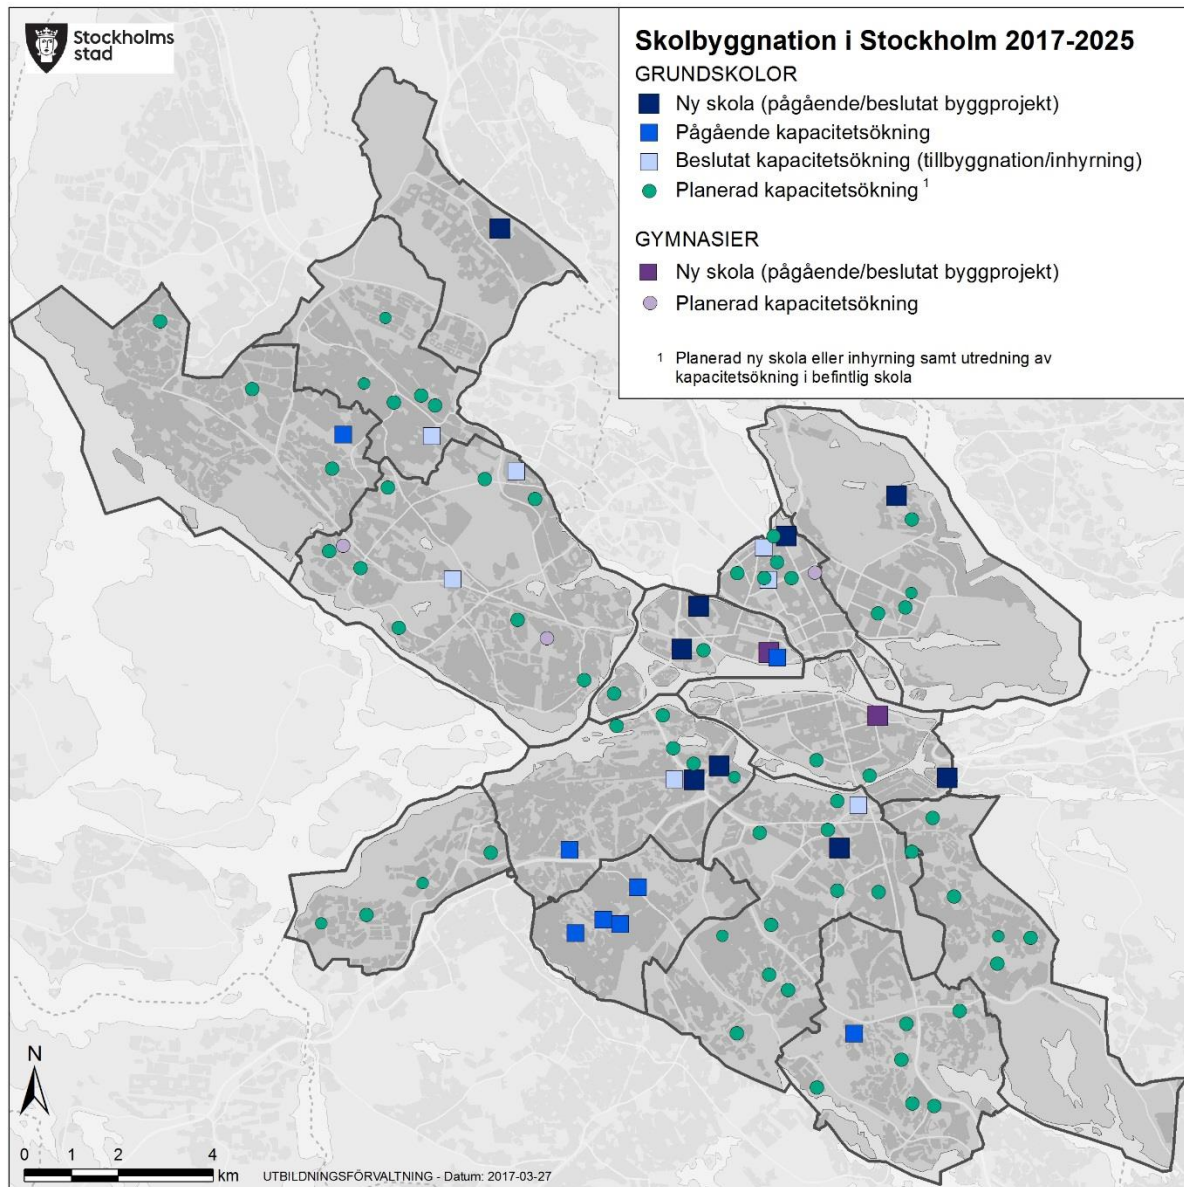 Stockholms
stad
Skolbyggnation i Stockholm 2017-2025
GRUNDSKOLOR
Ny skola (pågående/beslutat byggprojekt)
Pågående kapacitetsökning
Beslutat kapacitetsökning (tillbyggnation/inhyrning)
Planerad kapacitetsökning 1
GYMNASIER
Ny skola (pågående/beslutat byggprojekt)
Planerad kapacitetsökning
1 Planerad ny skola eller inhyrning samt utredning av
kapacitetsökning i befintlig skola
N
0 1 2 4
km
UTBILDNINGSFÖRVALTNING - Datum: 2017-03-27